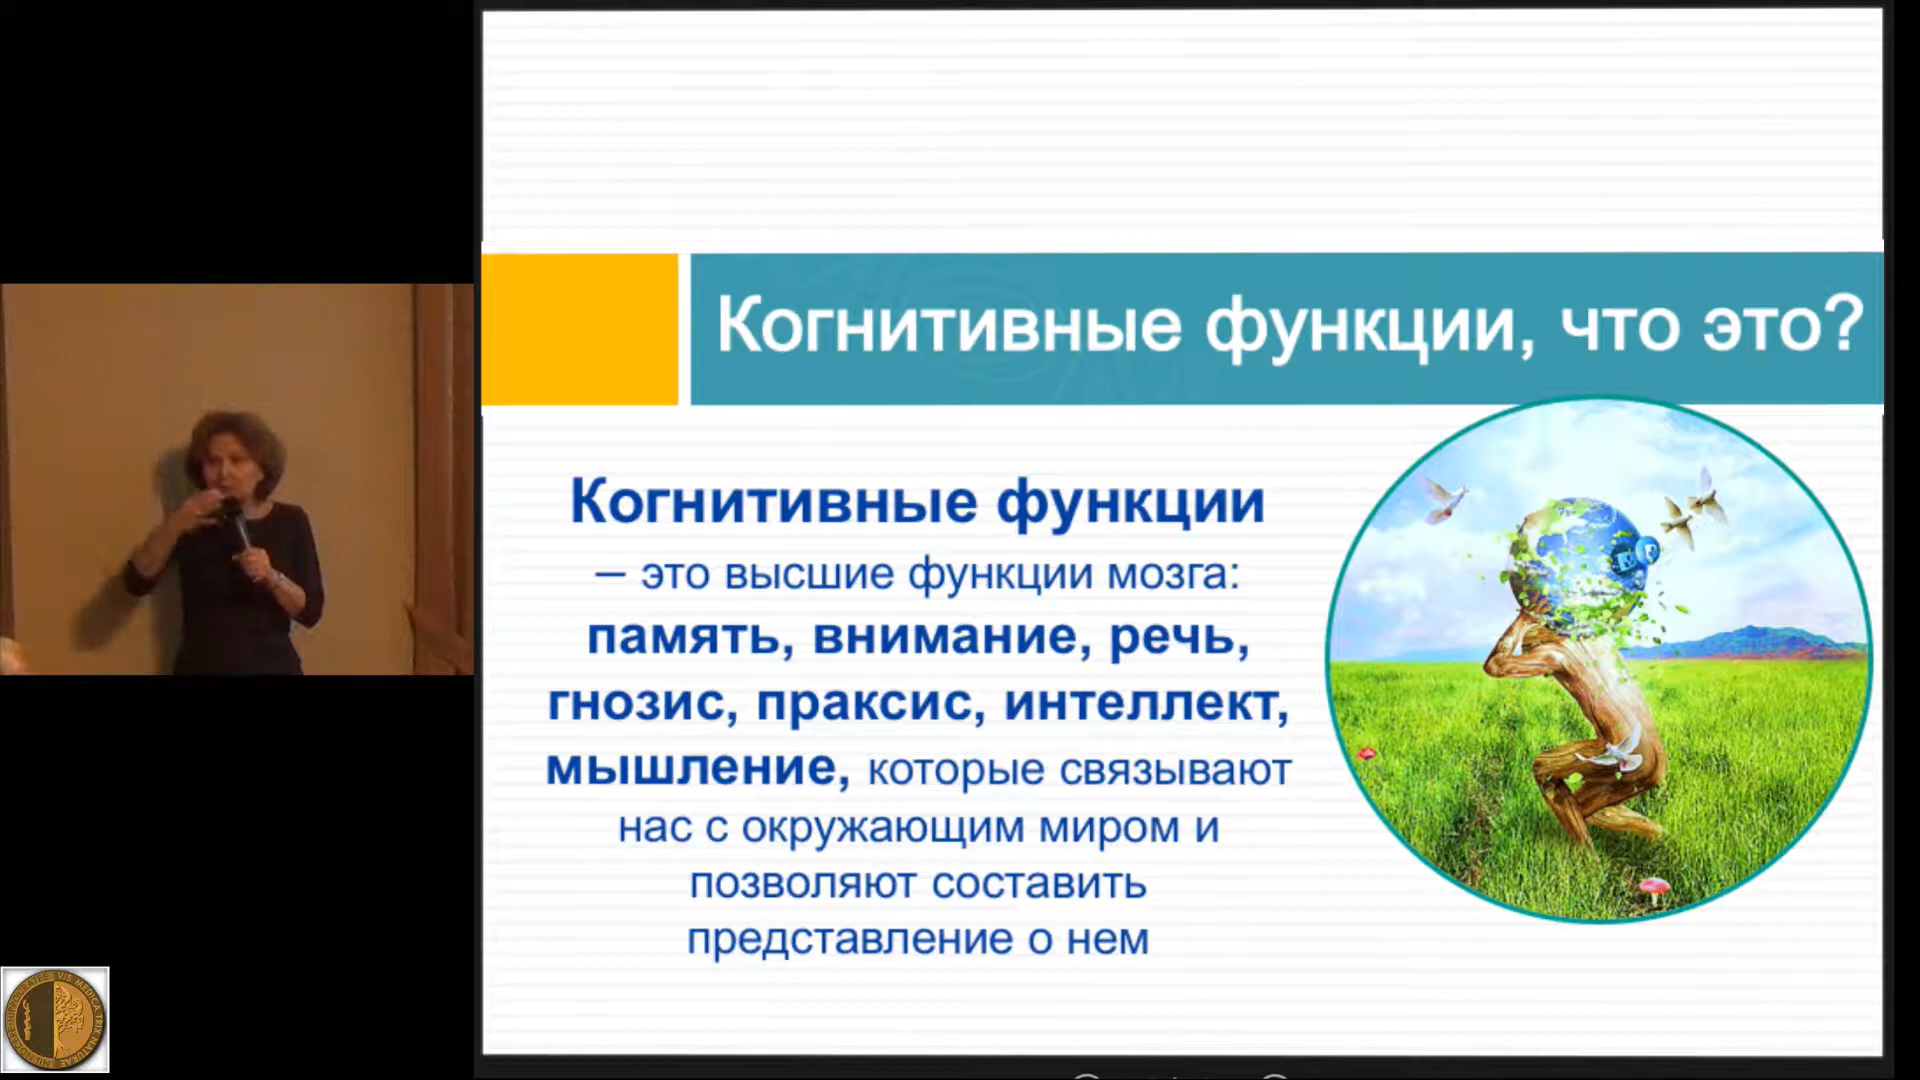 Когнитивные функции, что это?
Когнитивные функции
– это высшие функции мозга:
память, внимание, речь,
гнозис, праксис, интеллект,
мышление, которые связывают
нас с окружающим миром и
позволяют составить
представление о нем